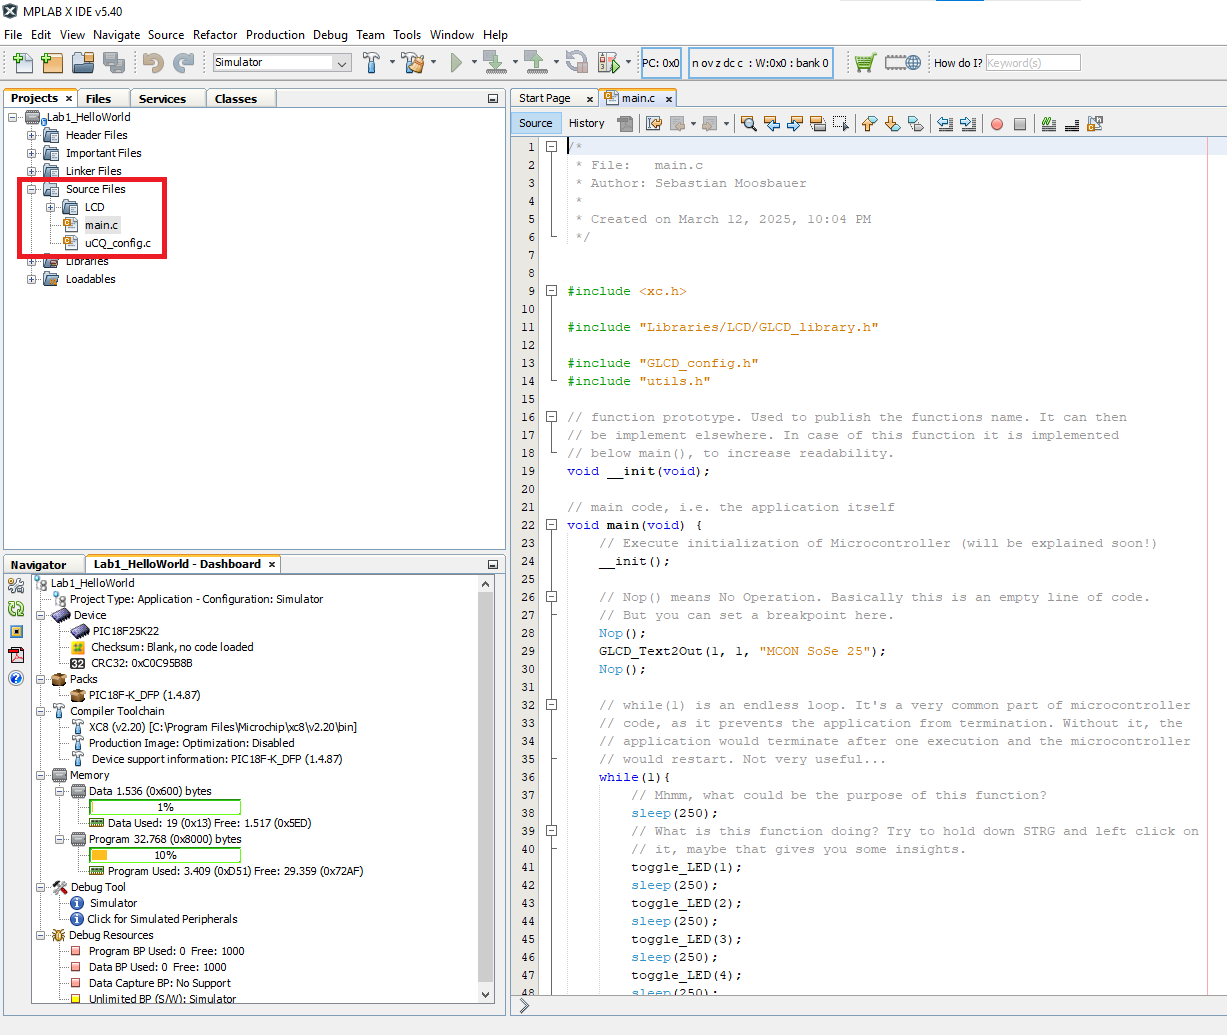 MPLAB X IDE v5.40
File Edit View Navigate Source Refactor Production Debug Team Tools Window Help
Simulator
PC: 0x0
n ov z dc c : W:0x0 : bank 0
How do I? Keyword(s)
Projects × Files Services Classes
Lab1_HelloWorld
Header Files
Important Files
Linker Files
Source Files
LCD
main.c
uCQ_config.c
Libraries
Loadables
Navigator Lab1_HelloWorld - Dashboard ×
Lab1_HelloWorld
Project Type: Application - Configuration: Simulator
Device
PIC18F25K22
Checksum: Blank, no code loaded
32 CRC32: 0xC0C95B8B
Packs
PIC18F-K_DFP (1.4.87)
Compiler Toolchain
XC8 (v2.20) [C:\Program Files\Microchip\xc8\v2.20\bin]
Production Image: Optimization: Disabled
Device support information: PIC18F-K_DFP (1.4.87)
Memory
Data 1.536 (0x600) bytes
1%
Data Used: 19 (0x13) Free: 1.517 (0x5ED)
Program 32.768 (0x8000) bytes
10%
Program Used: 3.409 (0xD51) Free: 29.359 (0x72AF)
Debug Tool
Simulator
Click for Simulated Peripherals
Debug Resources
Program BP Used: 0 Free: 1000
Data BP Used: 0 Free: 1000
Data Capture BP: No Support
Unlimited BP (S/W): Simulator
Start Page × main.c ×
Source History
1 /*
2 * File: main.c
3 * Author: Sebastian Moosbauer
4 *
5 * Created on March 12, 2025, 10:04 PM
6 */
7
8
9 #include <xc.h>
10
11 #include "Libraries/LCD/GLCD_library.h"
12
13 #include "GLCD_config.h"
14 #include "utils.h"
15
16 // function prototype. Used to publish the functions name. It can then
17 // be implement elsewhere. In case of this function it is implemented
18 // below main(), to increase readability.
19 void __init(void);
20
21 // main code, i.e. the application itself
22 void main(void) {
23 // Execute initialization of Microcontroller (will be explained soon!)
24 __init();
25
26 // Nop() means No Operation. Basically this is an empty line of code.
27 // But you can set a breakpoint here.
28 Nop();
29 GLCD_Text2Out(1, 1, "MCON SoSe 25");
30 Nop();
31
32 // while(1) is an endless loop. It's a very common part of microcontroller
33 // code, as it prevents the application from termination. Without it, the
34 // application would terminate after one execution and the microcontroller
35 // would restart. Not very useful...
36 while(1){
37 // Mhmm, what could be the purpose of this function?
38 sleep(250);
39 // What is this function doing? Try to hold down STRG and left click on
40 // it, maybe that gives you some insights.
41 toggle_LED(1);
42 sleep(250);
43 toggle_LED(2);
44 sleep(250);
45 toggle_LED(3);
46 sleep(250);
47 toggle_LED(4);
48 sleep(250);